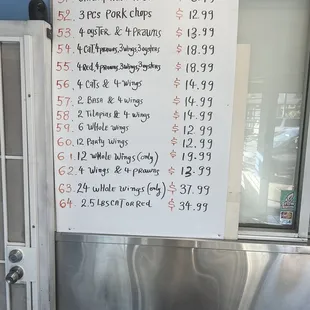 52. 3 PCS Pork Chops $ 12.99
53. 4 oyster & 4 Prawns $ 13.99
54. 4 Cat, 4 prawns, 3 wings, 3 oysters $ 18.99
55. 4 Red, 4 prawns, 3 wings, 3 oysters $ 18.99
56. 4 Cats & 4 wings $ 14.99
57. 2 Basa & 4 wings $ 14.99
58. 2 Tilapias & 4 wings $ 14.99
59. 6 Whole wings $ 12.99
60. 12 Party wings $ 12.99
61. 12 Whole Wings (only) $ 19.99
62. 4 Wings & 4 prawns $ 13.99
63. 24 whole wings (only) $ 37.99
64. 2.5 Lbs Cat or Red $ 34.99